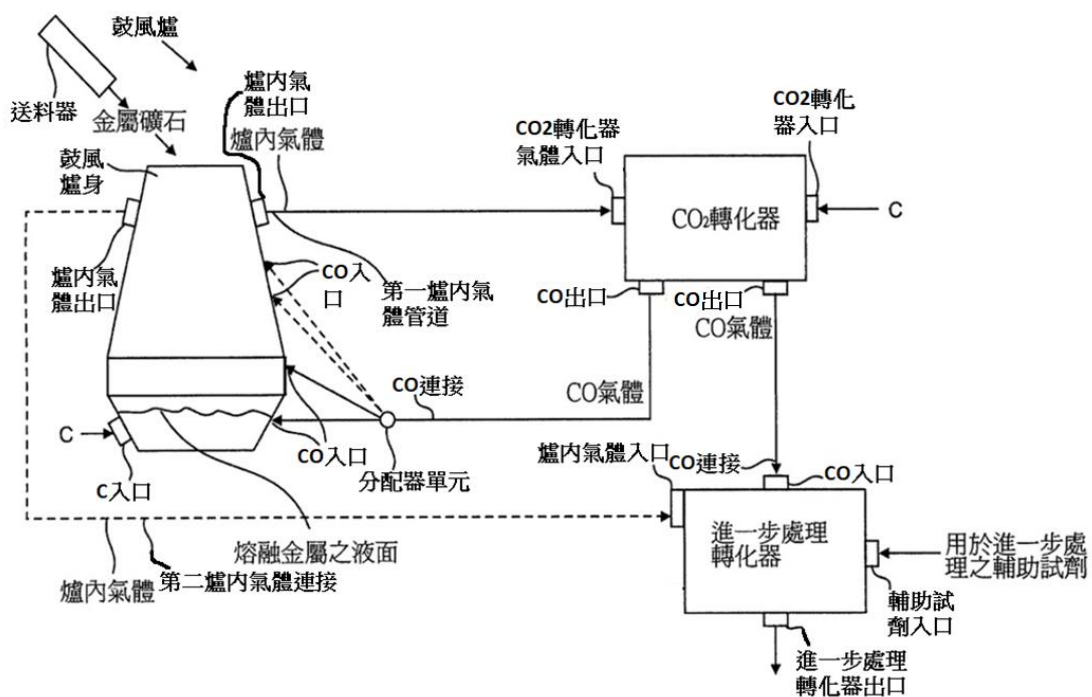 鼓風爐
送料器
金屬礦石
爐內氣
體出口
爐內氣體
鼓風
爐身
CO2轉化器
氣體入口
CO2轉化
器入口
CO₂轉化器
C
爐內氣
體出口
CO入
口
第一爐內氣
體管道
CO出口
CO出口
CO氣體
CO氣體
CO連接
C
C入口
CO入口
分配器單元
爐內氣體入口
CO連接
CO入口
熔融金屬之液面
爐內氣體
第二爐內氣體連接
進一步處理
轉化器
用於進一步處
理之輔助試劑
輔助試
劑入口
進一步處理
轉化器出口